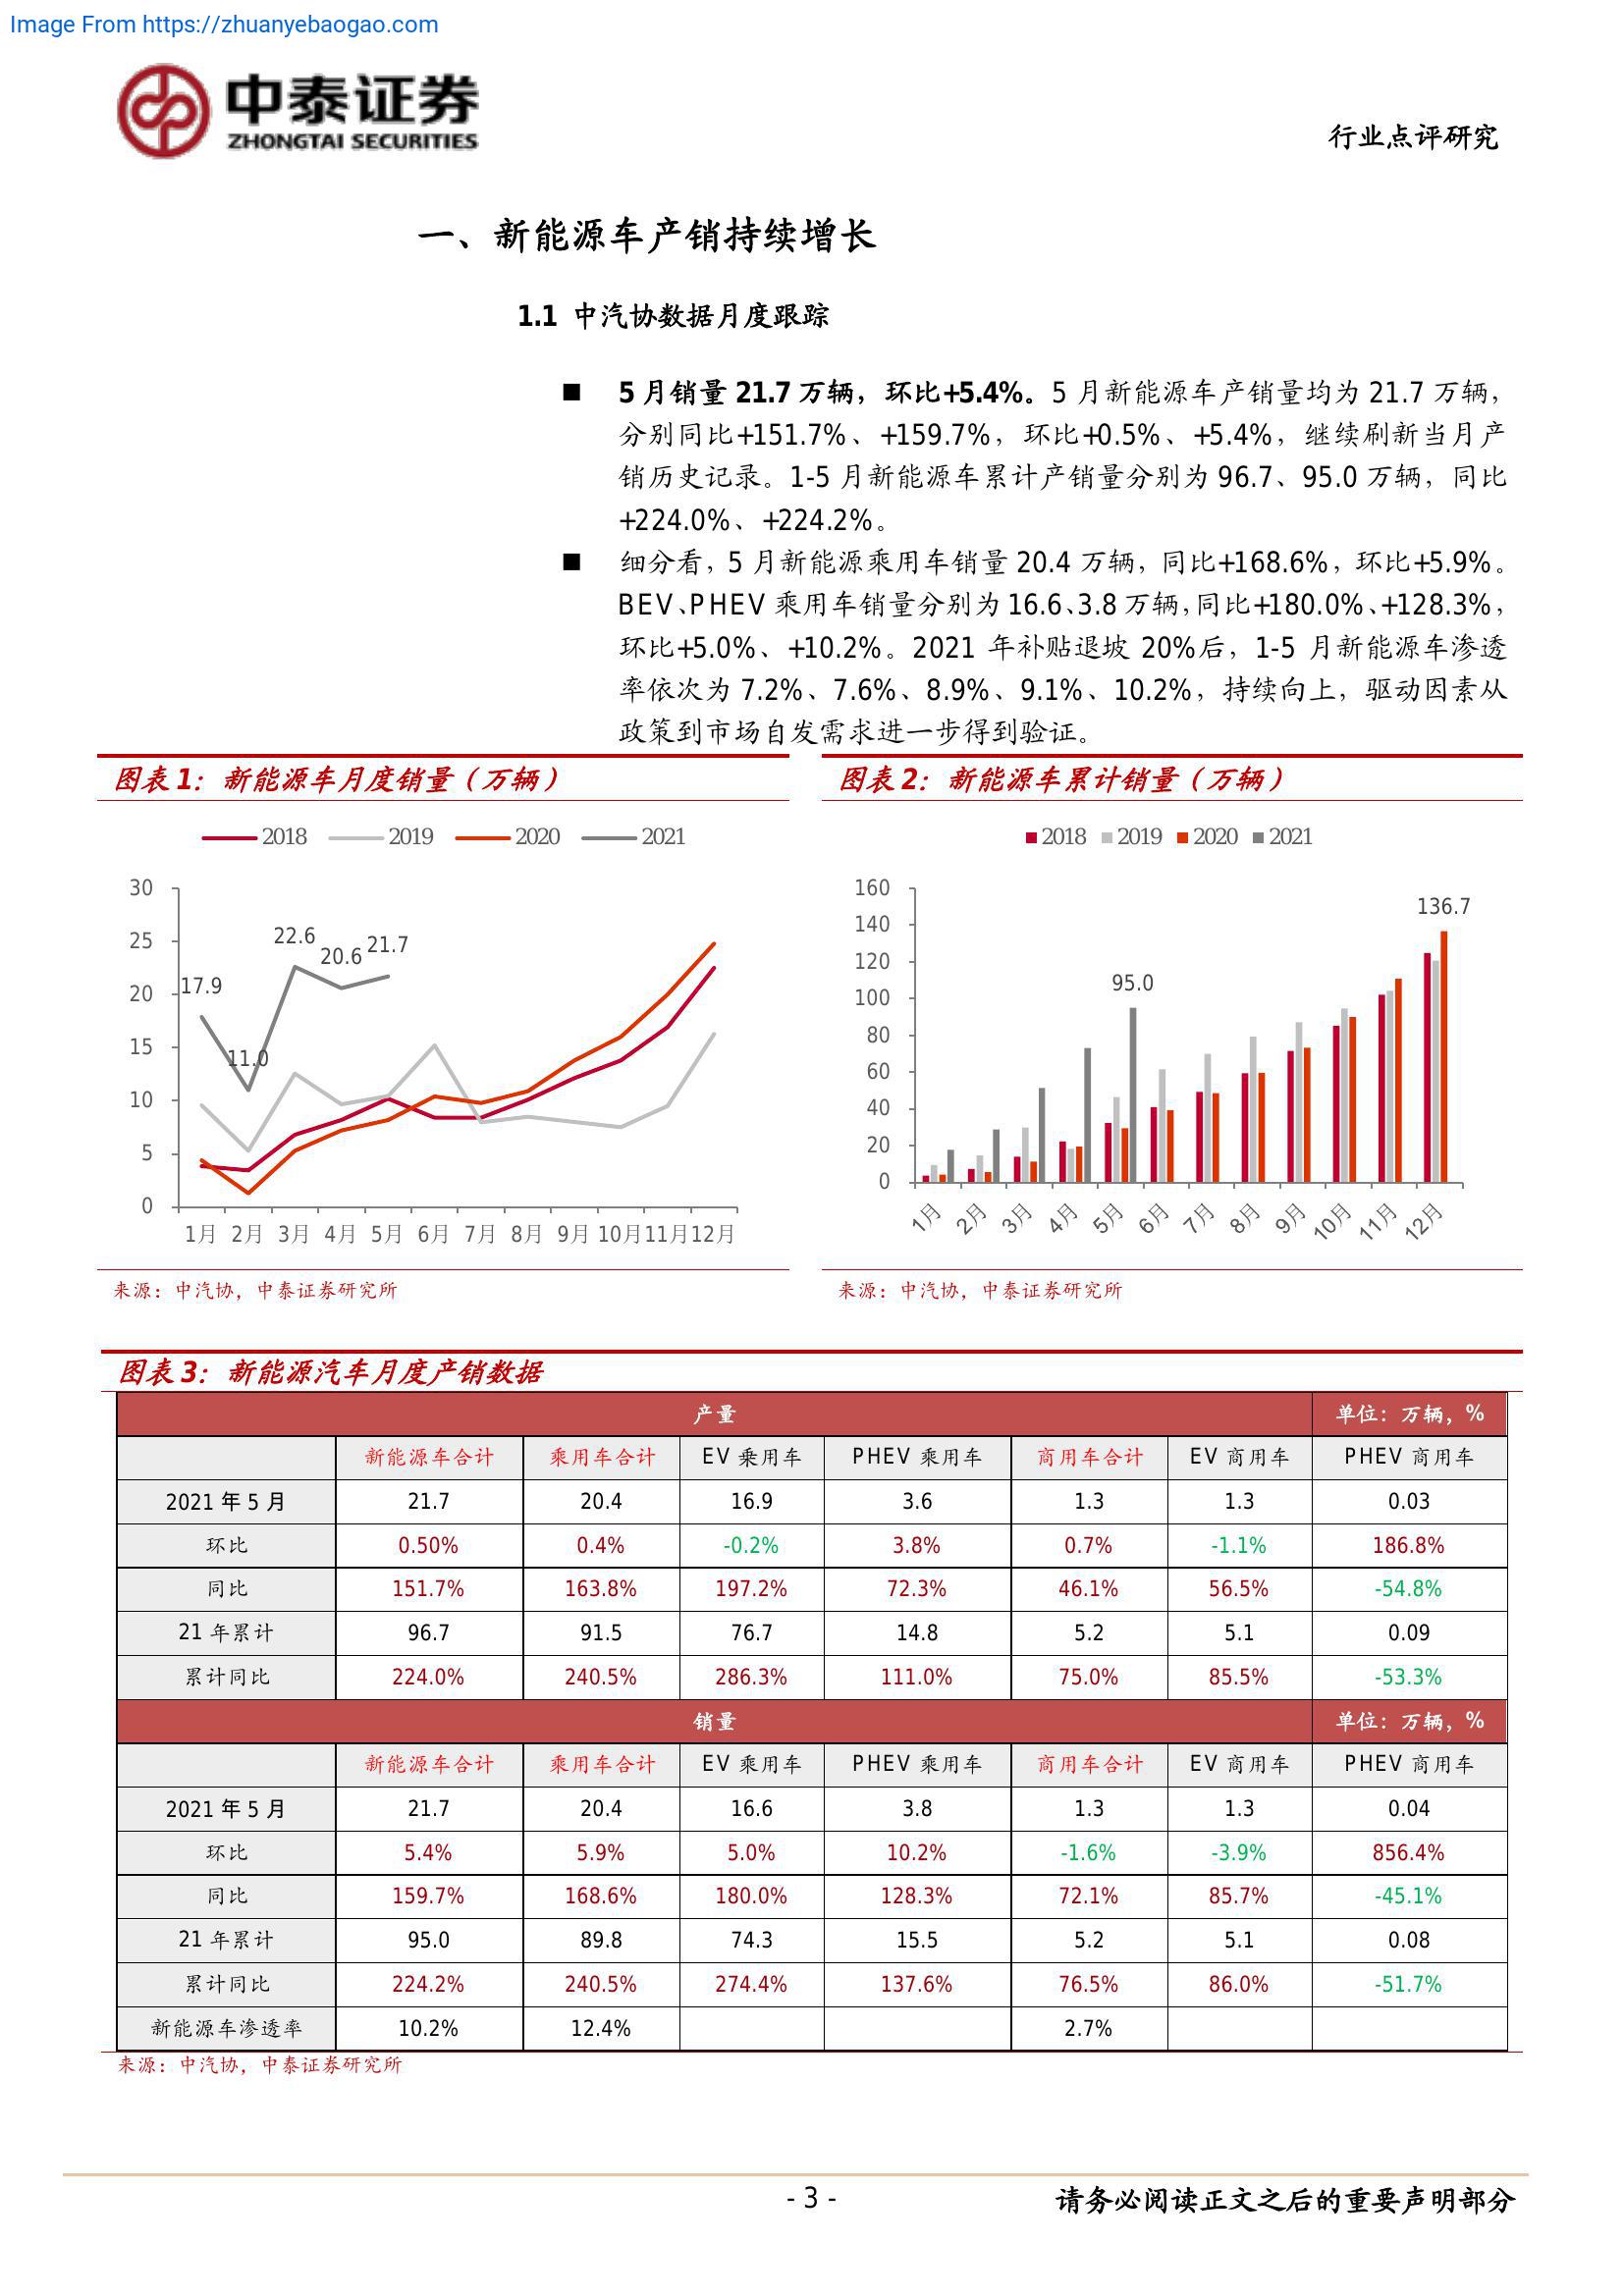 Image From https://zhuanyebaogao.com
中泰证券
ZHONGTAI SECURITIES
行业点评研究
一、新能源车产销持续增长
1.1 中汽协数据月度跟踪
■ 5 月销量 21.7 万辆，环比+5.4%。5 月新能源车产销量均为 21.7 万辆，
分别同比+151.7%、+159.7%，环比+0.5%、+5.4%，继续刷新当月产
销历史记录。1-5 月新能源车累计产销量分别为 96.7、95.0 万辆，同比
+224.0%、+224.2%。
■ 细分看，5 月新能源乘用车销量 20.4 万辆，同比+168.6%，环比+5.9%。
BEV、PHEV 乘用车销量分别为 16.6、3.8 万辆，同比+180.0%、+128.3%，
环比+5.0%、+10.2%。2021 年补贴退坡 20%后，1-5 月新能源车渗透
率依次为 7.2%、7.6%、8.9%、9.1%、10.2%，持续向上，驱动因素从
政策到市场自发需求进一步得到验证。
图表 1：新能源车月度销量（万辆）
2018 2019 2020 2021
30
25
20
15
10
5
0
17.9
11.0
22.6
20.6
21.7
1月 2月 3月 4月 5月 6月 7月 8月 9月 10月 11月 12月
来源：中汽协，中泰证券研究所
图表 2：新能源车累计销量（万辆）
2018 2019 2020 2021
160
140
120
100
80
60
40
20
0
95.0
136.7
1月 2月 3月 4月 5月 6月 7月 8月 9月 10月 11月 12月
来源：中汽协，中泰证券研究所
图表 3：新能源汽车月度产销数据
产量 单位：万辆，%
新能源车合计 乘用车合计 EV 乘用车 PHEV 乘用车 商用车合计 EV 商用车 PHEV 商用车
2021 年 5 月 21.7 20.4 16.9 3.6 1.3 1.3 0.03
环比 0.50% 0.4% -0.2% 3.8% 0.7% -1.1% 186.8%
同比 151.7% 163.8% 197.2% 72.3% 46.1% 56.5% -54.8%
21 年累计 96.7 91.5 76.7 14.8 5.2 5.1 0.09
累计同比 224.0% 240.5% 286.3% 111.0% 75.0% 85.5% -53.3%
销量 单位：万辆，%
新能源车合计 乘用车合计 EV 乘用车 PHEV 乘用车 商用车合计 EV 商用车 PHEV 商用车
2021 年 5 月 21.7 20.4 16.6 3.8 1.3 1.3 0.04
环比 5.4% 5.9% 5.0% 10.2% -1.6% -3.9% 856.4%
同比 159.7% 168.6% 180.0% 128.3% 72.1% 85.7% -45.1%
21 年累计 95.0 89.8 74.3 15.5 5.2 5.1 0.08
累计同比 224.2% 240.5% 274.4% 137.6% 76.5% 86.0% -51.7%
新能源车渗透率 10.2% 12.4% 2.7%
来源：中汽协，中泰证券研究所
- 3 -
请务必阅读正文之后的重要声明部分